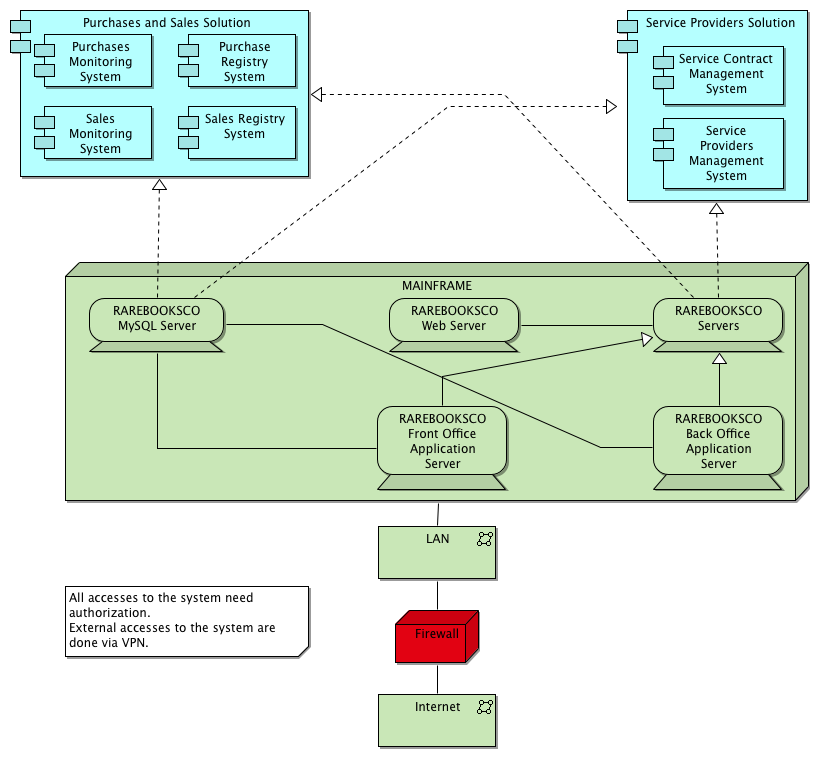 Purchases and Sales Solution
Purchases
Monitoring
System
Purchase
Registry
System
Sales
Monitoring
System
Sales Registry
System
Service Providers Solution
Service Contract
Management
System
Service
Providers
Management
System
MAINFRAME
RAREBOOKSCO
MySQL Server
RAREBOOKSCO
Web Server
RAREBOOKSCO
Servers
RAREBOOKSCO
Front Office
Application
Server
RAREBOOKSCO
Back Office
Application
Server
LAN
All accesses to the system need
authorization.
External accesses to the system are
done via VPN.
Firewall
Internet